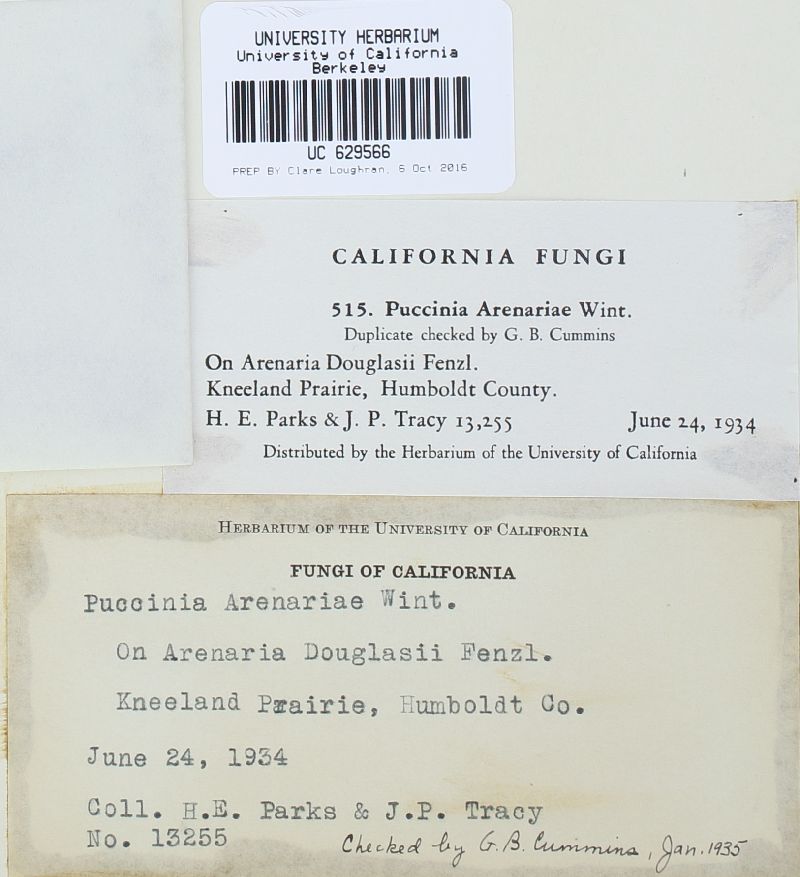 UNIVERSITY HERBARIUM
University of California
Berkeley
UC 629566
PREP BY Clare Loughran, 6 Oct 2016
CALIFORNIA FUNGI
515. Puccinia Arenariae Wint.
Duplicate checked by G. B. Cummins
On Arenaria Douglasii Fenzl.
Kneeland Prairie, Humboldt County.
H. E. Parks & J. P. Tracy 13,255 June 24, 1934
Distributed by the Herbarium of the University of California
HERBARIUM OF THE UNIVERSITY OF CALIFORNIA
FUNGI OF CALIFORNIA
Puccinia Arenariae Wint.
On Arenaria Douglasii Fenzl.
Kneeland Prairie, Humboldt Co.
June 24, 1934
Coll. H.E. Parks & J.P. Tracy
No. 13255
Checked by G. B. Cummins, Jan. 1935